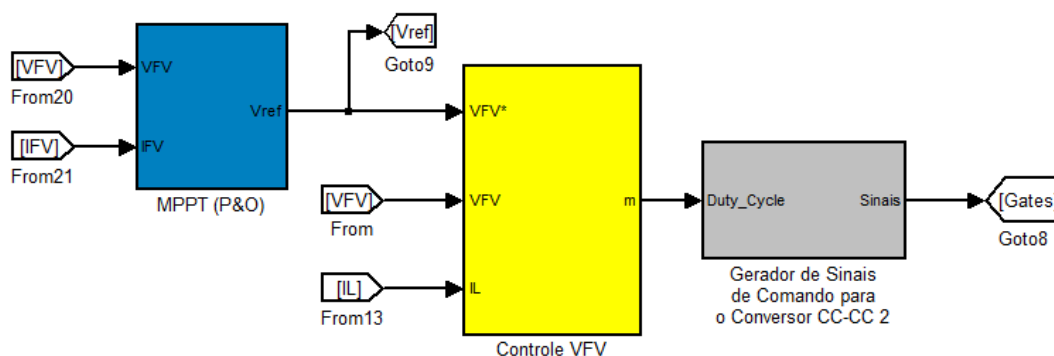 [Vref]
Goto9
[VFV]
From20
[IFV]
From21
VFV
IFV
Vref
MPPT (P&O)
[VFV]
From
[IL]
From13
VFV*
VFV
IL
m
Controle VFV
Duty_Cycle
Sinais
Gerador de Sinais
de Comando para
o Conversor CC-CC 2
[Gates]
Goto8